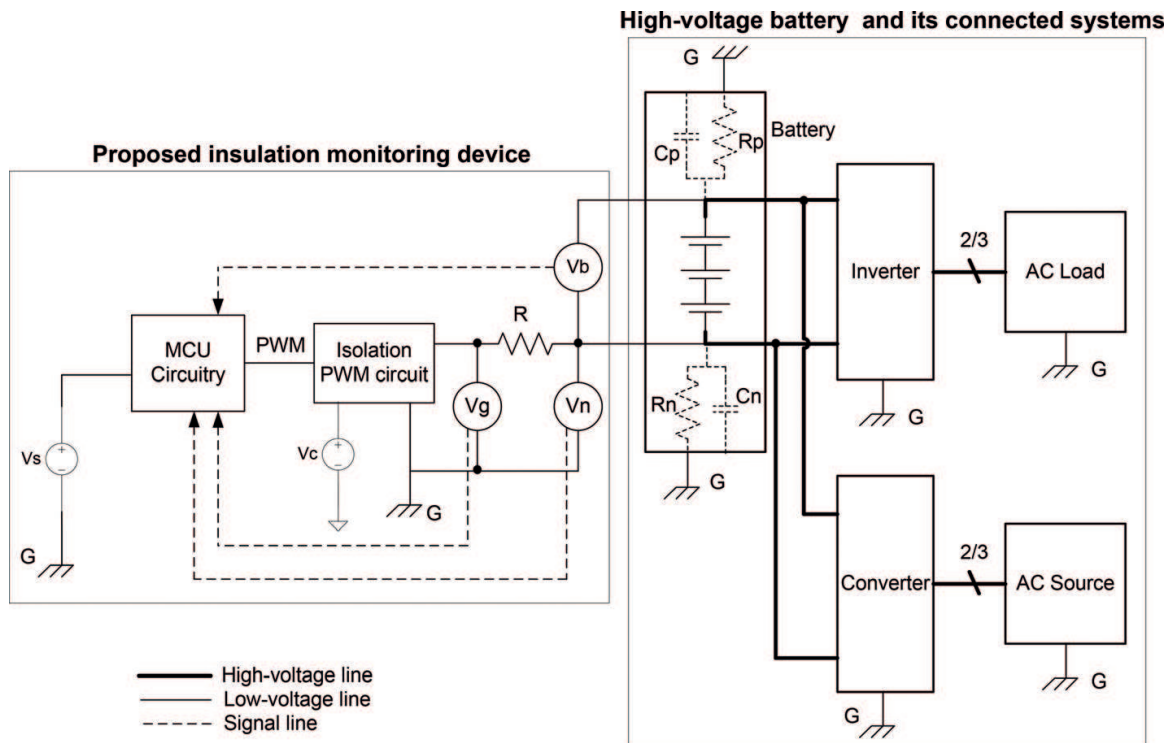 High-voltage battery and its connected systems
G
Battery
Cp
Rp
Proposed insulation monitoring device
Vb
2/3
Inverter
AC Load
R
MCU
Circuitry
PWM
Isolation
PWM circuit
Vg
Vn
Rn
Cn
G
G
Vs
+
−
Vc
+
−
G
G
G
2/3
Converter
AC Source
G
G
G
High-voltage line
Low-voltage line
Signal line